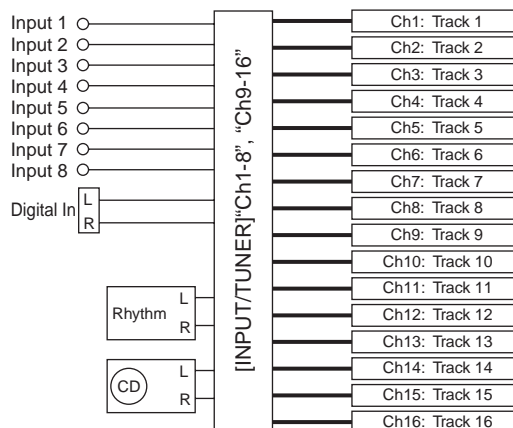 Input 1
Input 2
Input 3
Input 4
Input 5
Input 6
Input 7
Input 8
Digital In
L
R
Rhythm
L
R
CD
L
R
[INPUT/TUNER]“Ch1-8”, “Ch9-16”
Ch1: Track 1
Ch2: Track 2
Ch3: Track 3
Ch4: Track 4
Ch5: Track 5
Ch6: Track 6
Ch7: Track 7
Ch8: Track 8
Ch9: Track 9
Ch10: Track 10
Ch11: Track 11
Ch12: Track 12
Ch13: Track 13
Ch14: Track 14
Ch15: Track 15
Ch16: Track 16